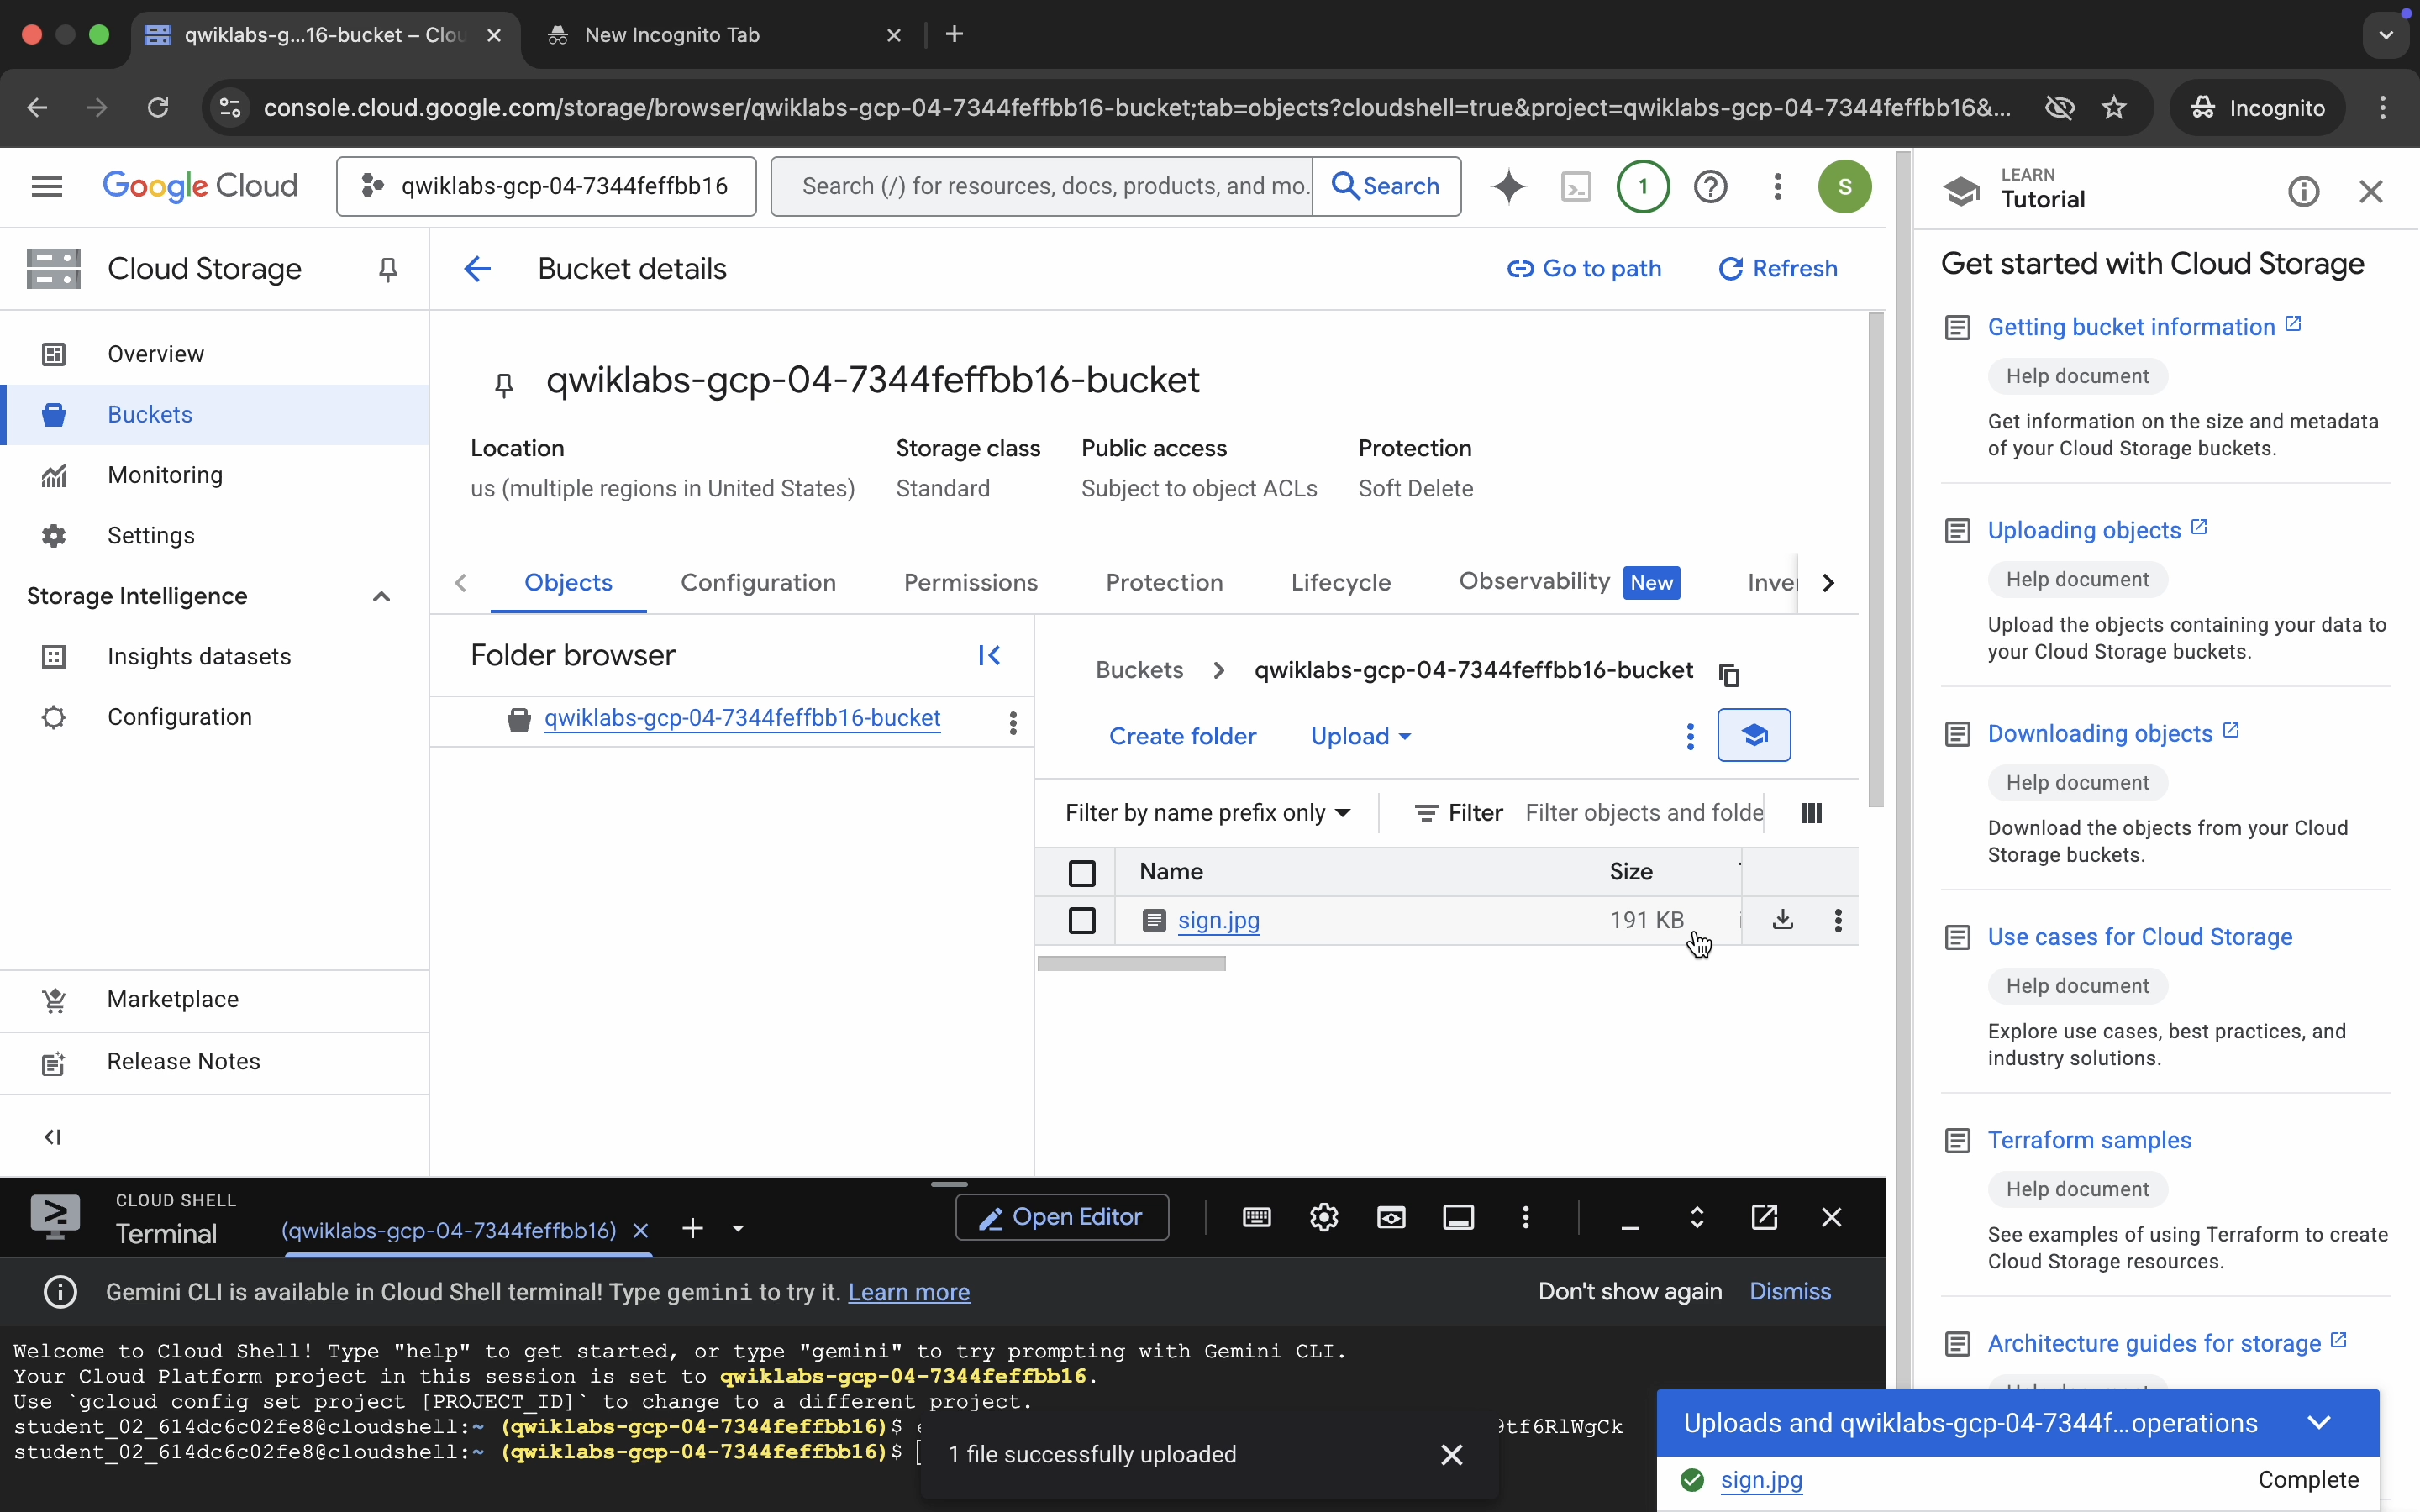 qwiklabs-g...16-bucket – Clou
New Incognito Tab
console.cloud.google.com/storage/browser/qwiklabs-gcp-04-7344feffbb16-bucket;tab=objects?cloudshell=true&project=qwiklabs-gcp-04-7344feffbb16&...
Incognito
Google Cloud
qwiklabs-gcp-04-7344feffbb16
Search (/) for resources, docs, products, and mo.
Search
1
S
LEARN
Tutorial
Cloud Storage
Bucket details
Go to path
Refresh
Overview
Buckets
Monitoring
Settings
Storage Intelligence
Insights datasets
Configuration
Marketplace
Release Notes
qwiklabs-gcp-04-7344feffbb16-bucket
Location
Storage class
Public access
Protection
us (multiple regions in United States)
Standard
Subject to object ACLs
Soft Delete
Objects
Configuration
Permissions
Protection
Lifecycle
Observability New
Inver
Folder browser
qwiklabs-gcp-04-7344feffbb16-bucket
Buckets > qwiklabs-gcp-04-7344feffbb16-bucket
Create folder
Upload
Filter by name prefix only
Filter
Filter objects and folde
Name
Size
sign.jpg
191 KB
Get started with Cloud Storage
Getting bucket information
Help document
Get information on the size and metadata
of your Cloud Storage buckets.
Uploading objects
Help document
Upload the objects containing your data to
your Cloud Storage buckets.
Downloading objects
Help document
Download the objects from your Cloud
Storage buckets.
Use cases for Cloud Storage
Help document
Explore use cases, best practices, and
industry solutions.
Terraform samples
Help document
See examples of using Terraform to create
Cloud Storage resources.
Architecture guides for storage
CLOUD SHELL
Terminal
(qwiklabs-gcp-04-7344feffbb16)
Open Editor
Gemini CLI is available in Cloud Shell terminal! Type gemini to try it. Learn more
Don't show again
Dismiss
Welcome to Cloud Shell! Type "help" to get started, or type "gemini" to try prompting with Gemini CLI.
Your Cloud Platform project in this session is set to qwiklabs-gcp-04-7344feffbb16.
Use `gcloud config set project [PROJECT_ID]` to change to a different project.
student_02_614dc6c02fe8@cloudshell:~ (qwiklabs-gcp-04-7344feffbb16)$
tf6RlWgCk
student_02_614dc6c02fe8@cloudshell:~ (qwiklabs-gcp-04-7344feffbb16)$
1 file successfully uploaded
Uploads and qwiklabs-gcp-04-7344f...operations
sign.jpg
Complete